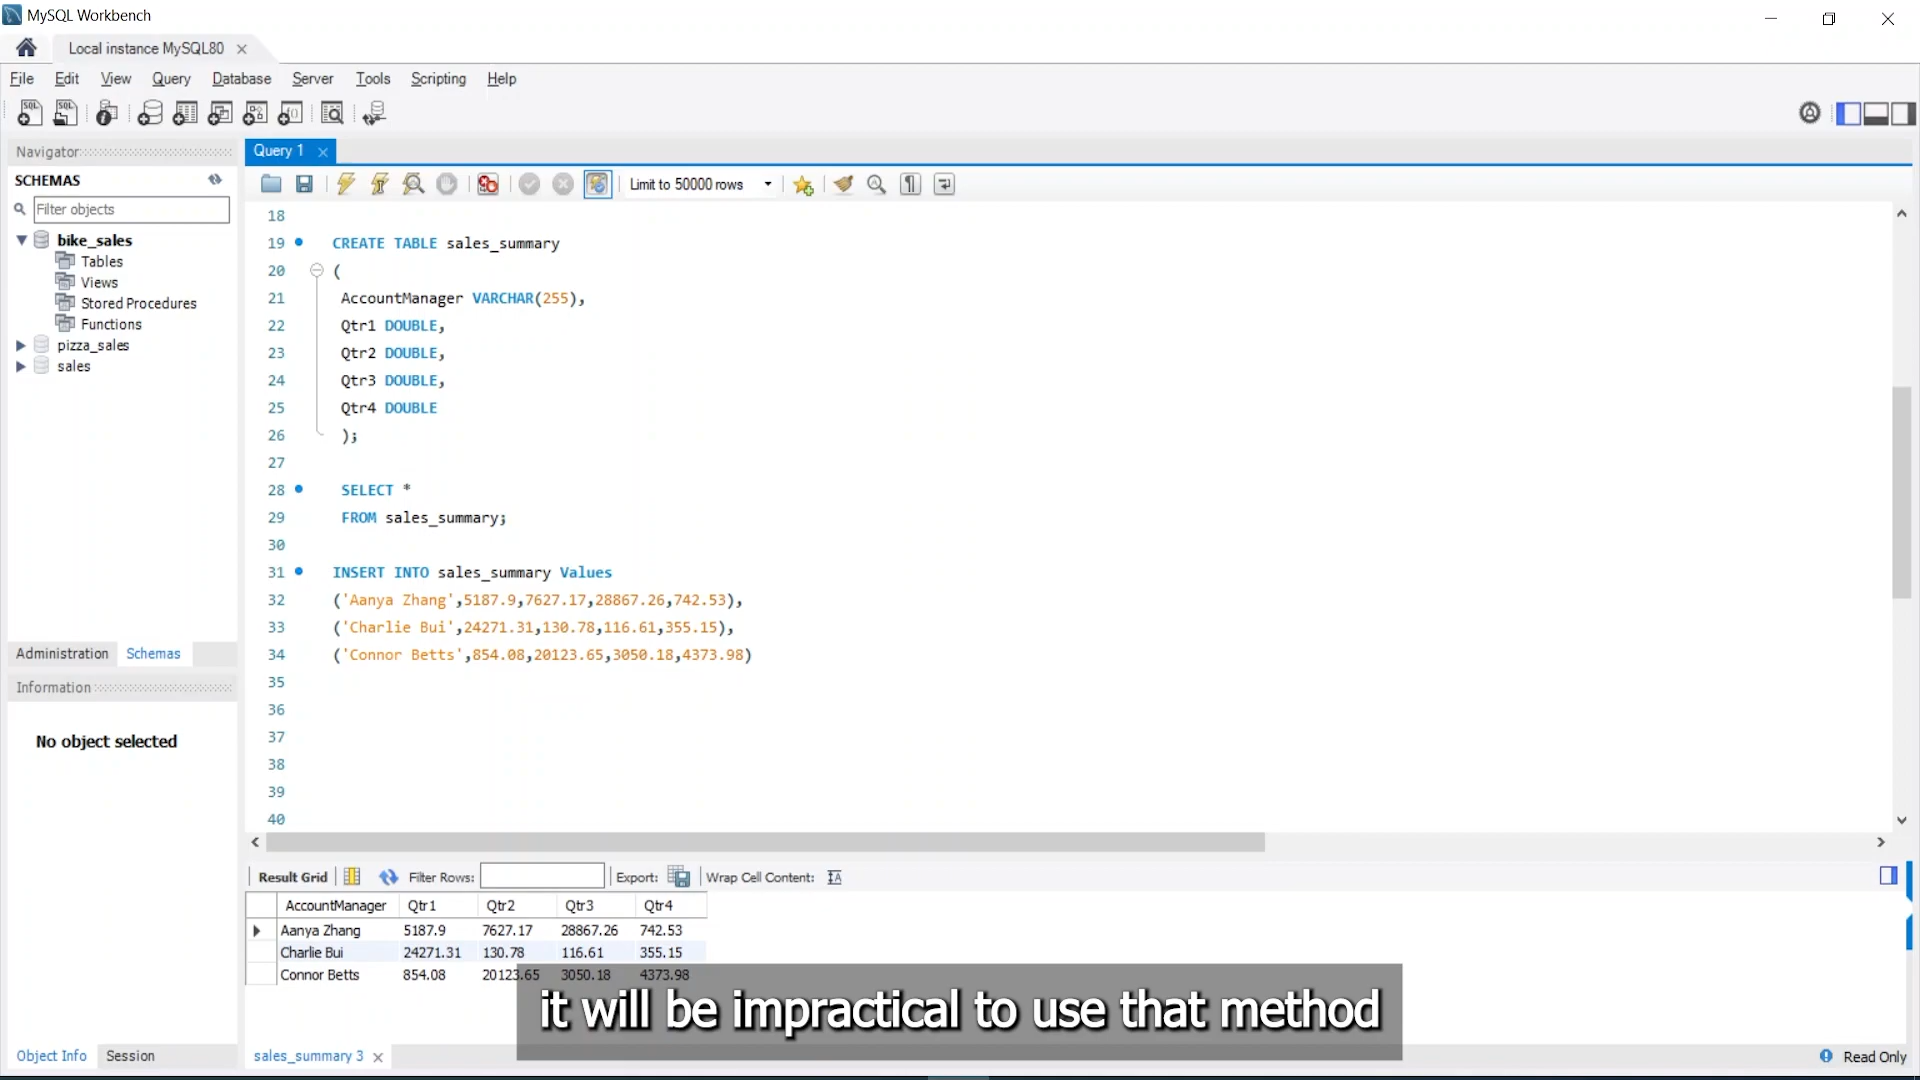 MySQL Workbench
Local instance MySQL80
File Edit View Query Database Server Tools Scripting Help
Navigator
SCHEMAS
Filter objects
bike_sales
Tables
Views
Stored Procedures
Functions
pizza_sales
sales
Administration Schemas
Information
No object selected
Object Info Session
Query 1
Limit to 50000 rows
18
19 CREATE TABLE sales_summary
20 (
21 AccountManager VARCHAR(255),
22 Qtr1 DOUBLE,
23 Qtr2 DOUBLE,
24 Qtr3 DOUBLE,
25 Qtr4 DOUBLE
26 );
27
28 SELECT *
29 FROM sales_summary;
30
31 INSERT INTO sales_summary Values
32 ('Aanya Zhang',5187.9,7627.17,28867.26,742.53),
33 ('Charlie Bui',24271.31,130.78,116.61,355.15),
34 ('Connor Betts',854.08,20123.65,3050.18,4373.98)
35
36
37
38
39
40
Result Grid Filter Rows: Export: Wrap Cell Content:
AccountManager Qtr1 Qtr2 Qtr3 Qtr4
Aanya Zhang 5187.9 7627.17 28867.26 742.53
Charlie Bui 24271.31 130.78 116.61 355.15
Connor Betts 854.08 20123.65 3050.18 4373.98
it will be impractical to use that method
sales_summary 3
Read Only